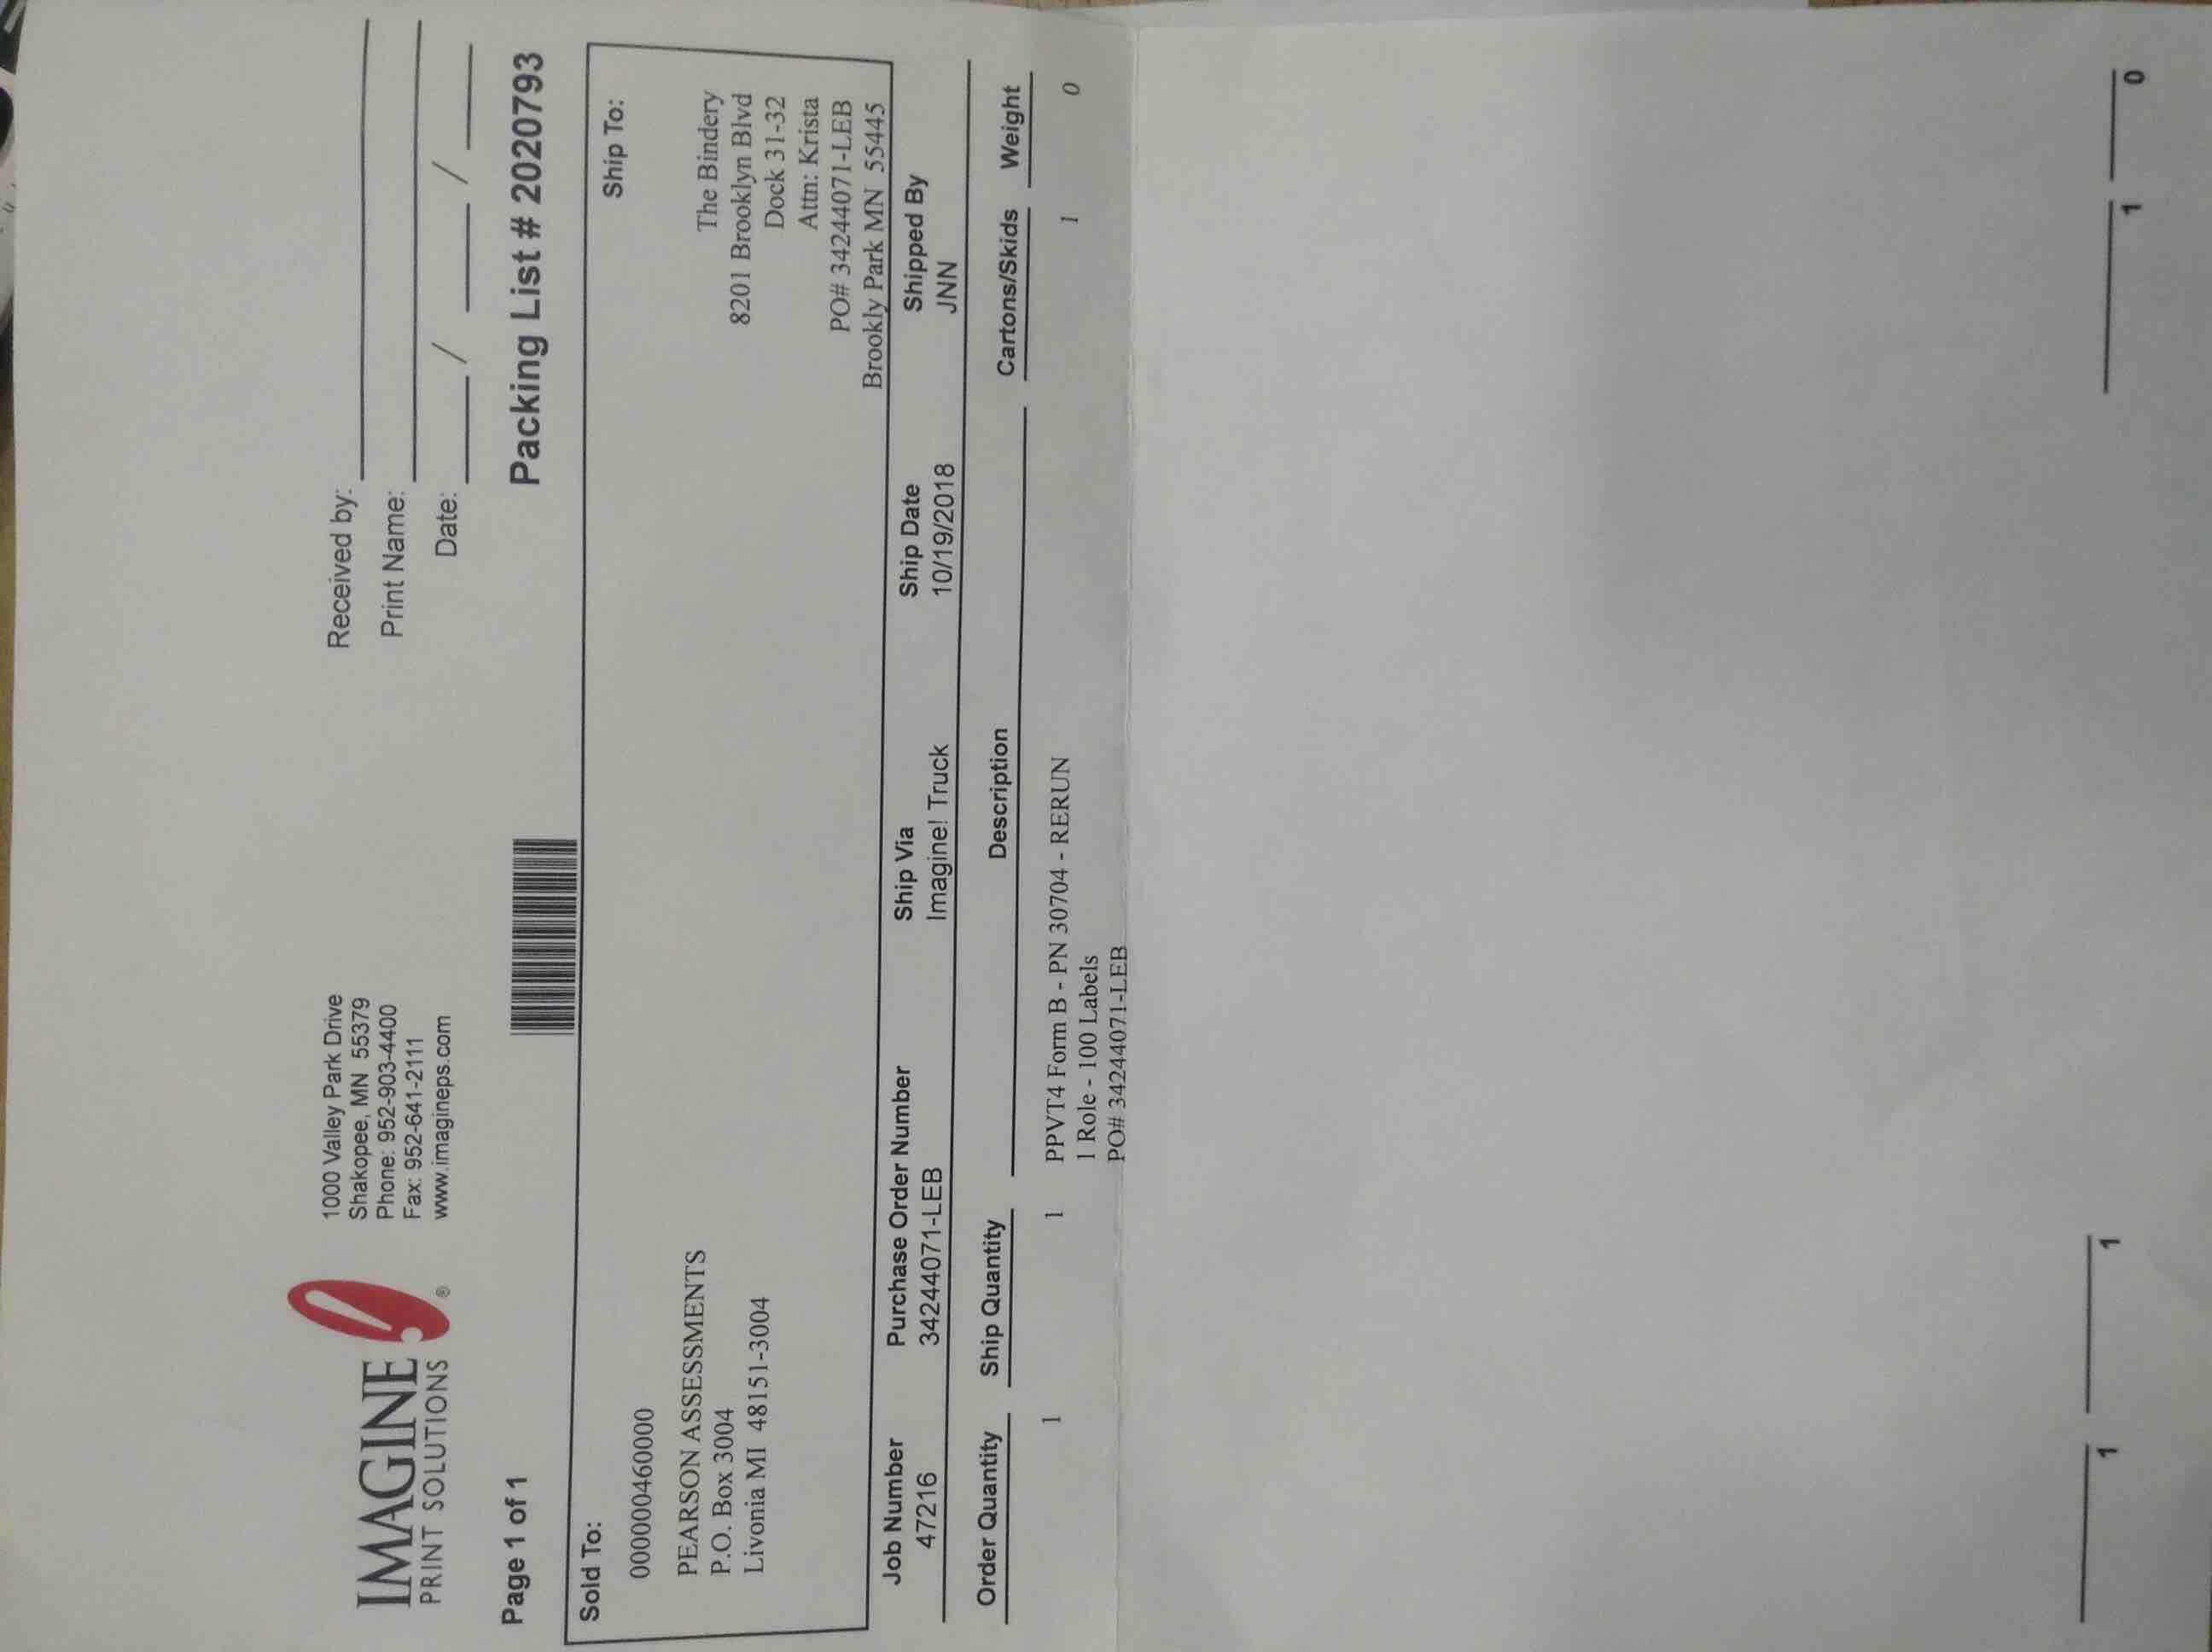 IMAGINE
PRINT SOLUTIONS ®
1000 Valley Park Drive
Shakopee, MN 55379
Phone: 952-903-4400
Fax: 952-641-2111
www.imagineps.com
Received by:
Print Name:
Date: / /
Page 1 of 1
Packing List # 2020793
Sold To:
0000000460000
PEARSON ASSESSMENTS
P.O. Box 3004
Livonia MI 48151-3004
Ship To:
The Bindery
8201 Brooklyn Blvd
Dock 31-32
Attn: Krista
PO# 34244071-LEB
Brookly Park MN 55445
Job Number Purchase Order Number Ship Via Ship Date Shipped By
47216 34244071-LEB Imagine! Truck 10/19/2018 JNN
Order Quantity Ship Quantity Description Cartons/Skids Weight
1 1 PPVT4 Form B - PN 30704 - RERUN 1 0
1 Role - 100 Labels
PO# 34244071-LEB
1 1 1 0